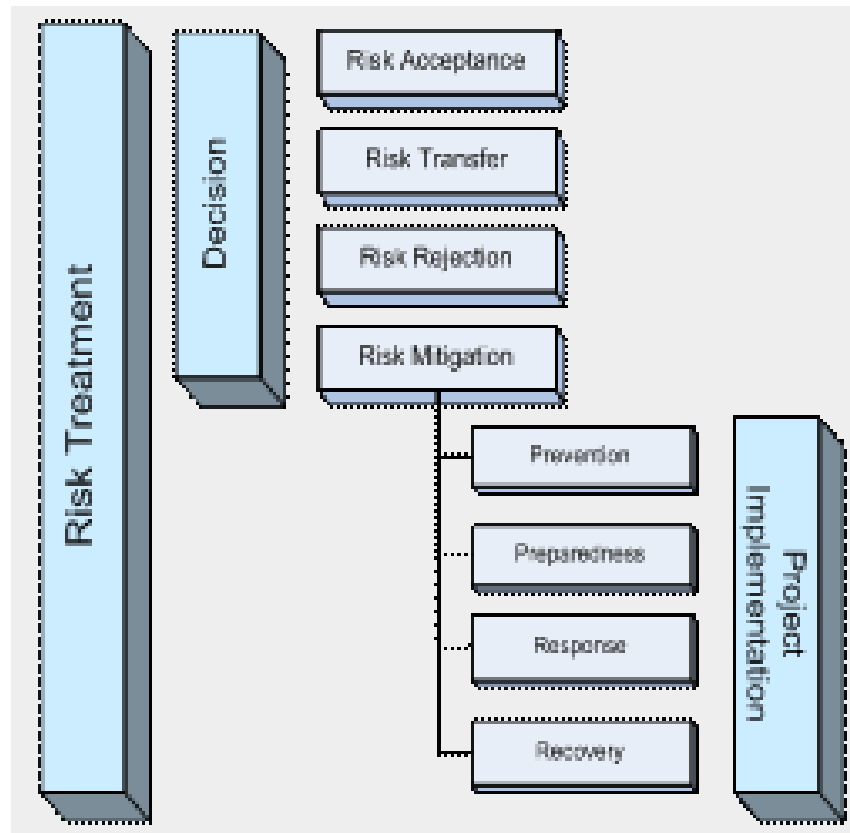 Risk Treatment
Decision
Risk Acceptance
Risk Transfer
Risk Rejection
Risk Mitigation
Prevention
Preparedness
Response
Recovery
Project
Implementation